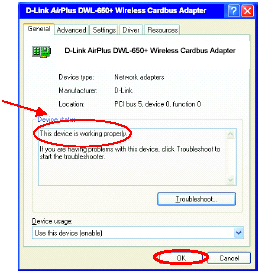 D-Link AirPlus DWL-650+ Wireless Cardbus Adapter
General Advanced Settings Driver Resources
D-Link AirPlus DWL-650+ Wireless Cardbus Adapter
Device type: Network adapters
Manufacturer: D-Link
Location: PCI bus 5, device 0, function 0
Device status
This device is working properly.
If you are having problems with this device, click Troubleshoot to
start the troubleshooter.
Troubleshoot...
Device usage:
Use this device (enable)
OK Cancel